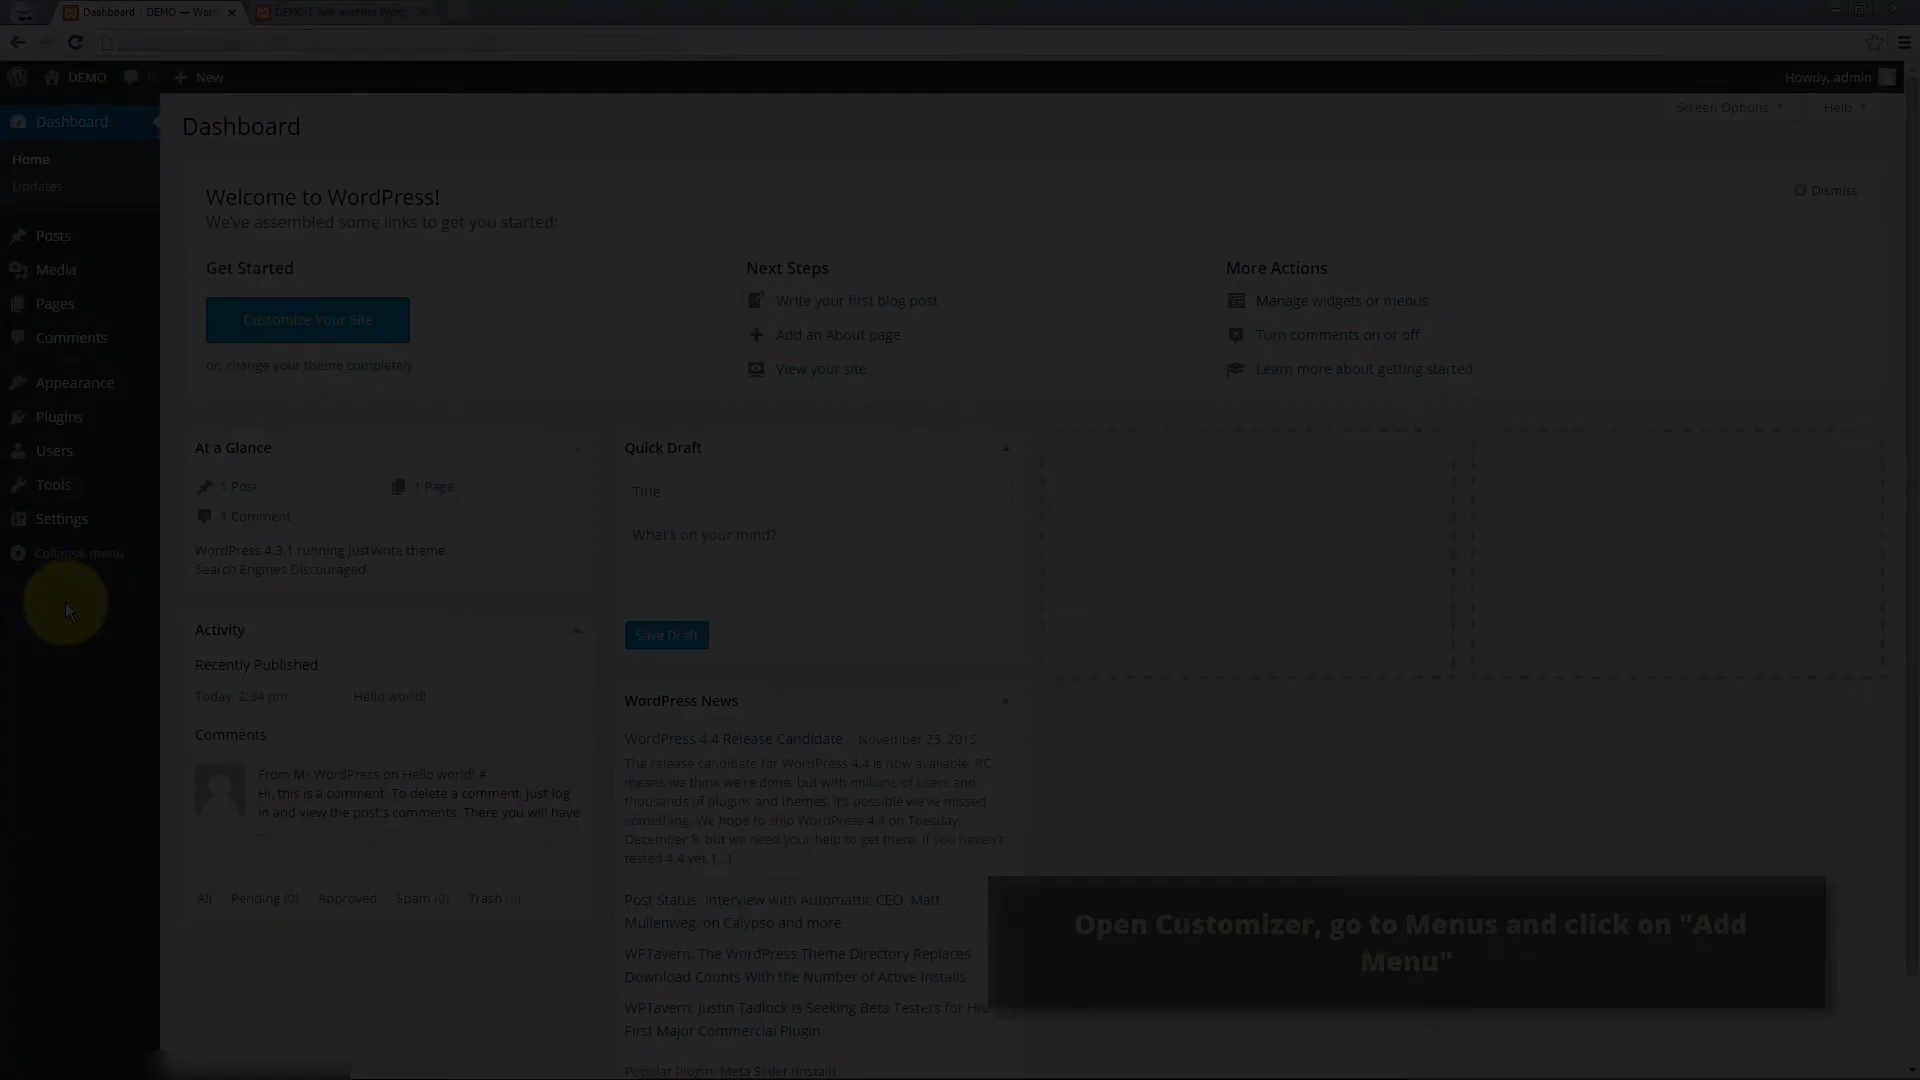 Dashboard ‹ DEMO — Wor
DEMO | Just another Wor
DEMO
0
New
Howdy, admin
Dashboard
Home
Updates
Posts
Media
Pages
Comments
Appearance
Plugins
Users
Tools
Settings
Collapse menu
Screen Options
Help
Dashboard
Welcome to WordPress!
We've assembled some links to get you started:
Dismiss
Get Started
Customize Your Site
or, change your theme completely
Next Steps
Write your first blog post
Add an About page
View your site
More Actions
Manage widgets or menus
Turn comments on or off
Learn more about getting started
At a Glance
1 Post
1 Page
1 Comment
WordPress 4.3.1 running JustWrite theme.
Search Engines Discouraged
Activity
Recently Published
Today, 2:34 pm
Hello world!
Comments
From Mr WordPress on Hello world! #
Hi, this is a comment. To delete a comment, just log
in and view the post's comments. There you will have
...
All
Pending (0)
Approved
Spam (0)
Trash (0)
Quick Draft
Title
What's on your mind?
Save Draft
WordPress News
WordPress 4.4 Release Candidate
November 25, 2015
The release candidate for WordPress 4.4 is now available. RC
means we think we're done, but with millions of users and
thousands of plugins and themes, it's possible we've missed
something. We hope to ship WordPress 4.4 on Tuesday,
December 8, but we need your help to get there. If you haven't
tested 4.4 yet, […]
Post Status: Interview with Automattic CEO, Matt
Mullenweg, on Calypso and more
WPTavern: The WordPress Theme Directory Replaces
Download Counts With the Number of Active Installs
WPTavern: Justin Tadlock is Seeking Beta Testers for His
First Major Commercial Plugin
Popular Plugin: Meta Slider (Install)
Open Customizer, go to Menus and click on "Add
Menu"